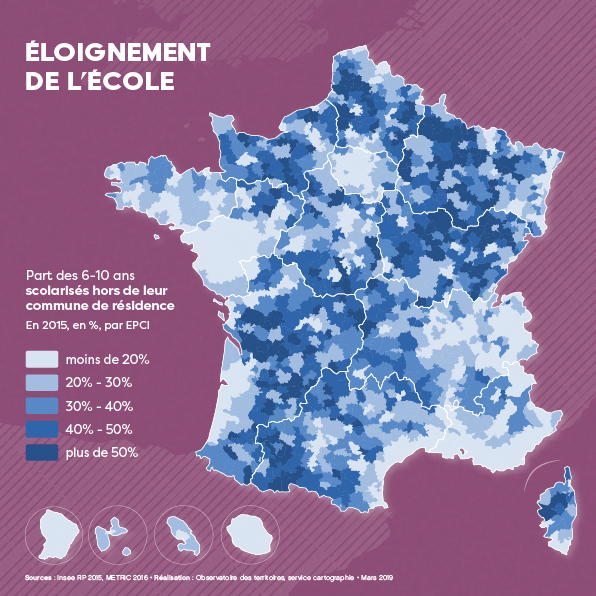 ÉLOIGNEMENT
DE L'ÉCOLE
Part des 6-10 ans
scolarisés hors de leur
commune de résidence
En 2015, en %, par EPCI
moins de 20%
20% - 30%
30% - 40%
40% - 50%
plus de 50%
Sources : Insee RP 2015, METRIC 2016 • Réalisation : Observatoire des territoires, service cartographie • Mars 2019